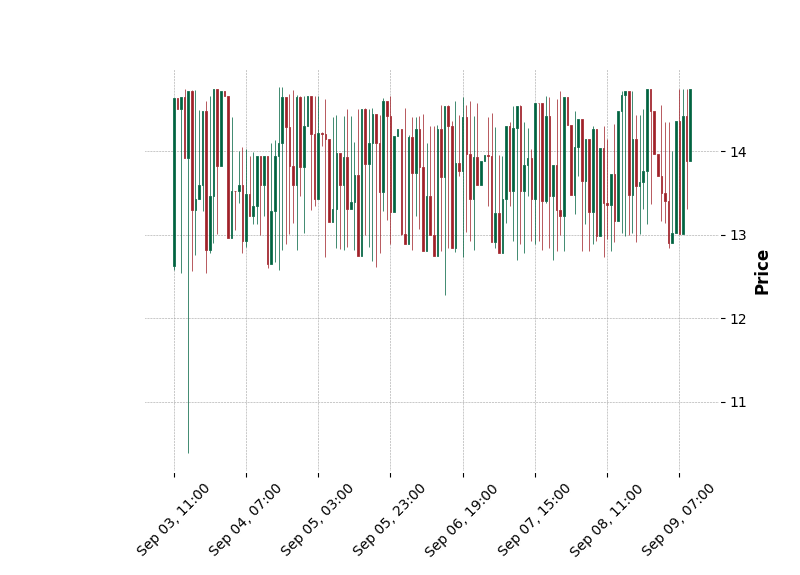 14
13
12
11
Price
Sep 03, 11:00
Sep 04, 07:00
Sep 05, 03:00
Sep 05, 23:00
Sep 06, 19:00
Sep 07, 15:00
Sep 08, 11:00
Sep 09, 07:00